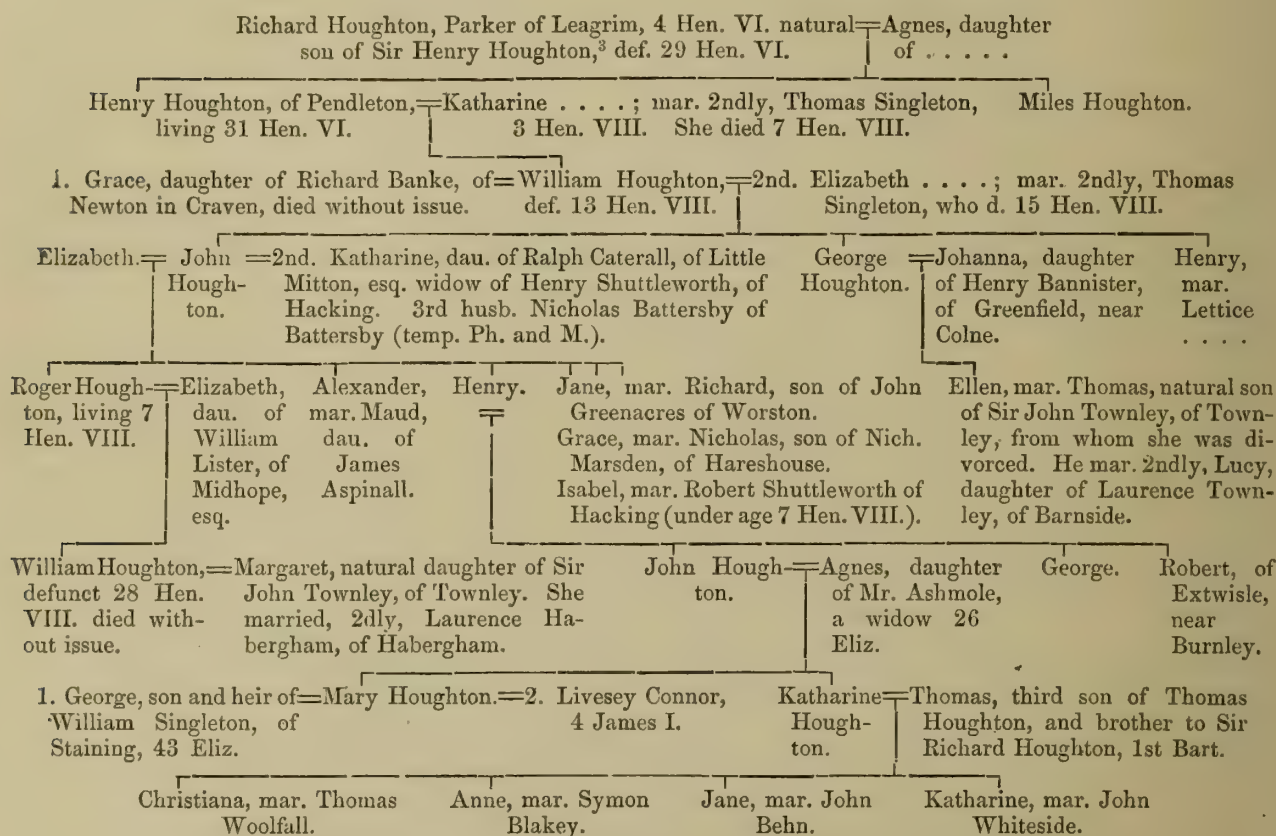 Richard Houghton, Parker of Leagrim, 4 Hen. VI. natural=Agnes, daughter
son of Sir Henry Houghton,³ def. 29 Hen. VI. of . . . . .
Henry Houghton, of Pendleton,=Katharine . . . . ; mar. 2ndly, Thomas Singleton, Miles Houghton.
living 31 Hen. VI. 3 Hen. VIII. She died 7 Hen. VIII.
1. Grace, daughter of Richard Banke, of=William Houghton,=2nd. Elizabeth . . . . ; mar. 2ndly, Thomas
Newton in Craven, died without issue. def. 13 Hen. VIII. Singleton, who d. 15 Hen. VIII.
Elizabeth.=John Hough-
ton.
=2nd. Katharine, dau. of Ralph Caterall, of Little
Mitton, esq. widow of Henry Shuttleworth, of
Hacking. 3rd husb. Nicholas Battersby of
Battersby (temp. Ph. and M.).
George
Houghton.
=Johanna, daughter
of Henry Bannister,
of Greenfield, near
Colne.
Henry,
mar.
Lettice
. . . .
Roger Hough-
ton, living 7
Hen. VIII.
=Elizabeth,
dau. of
William
Lister, of
Midhope,
esq.
Alexander,
mar. Maud,
dau. of
James
Aspinall.
Henry.
=
Jane, mar. Richard, son of John
Greenacres of Worston.
Grace, mar. Nicholas, son of Nich.
Marsden, of Hareshouse.
Isabel, mar. Robert Shuttleworth of
Hacking (under age 7 Hen. VIII.).
Ellen, mar. Thomas, natural son
of Sir John Townley, of Town-
ley, from whom she was di-
vorced. He mar. 2ndly, Lucy,
daughter of Laurence Town-
ley, of Barnside.
William Houghton,=
defunct 28 Hen.
VIII. died with-
out issue.
Margaret, natural daughter of Sir
John Townley, of Townley. She
married, 2dly, Laurence Ha-
bergham, of Habergham.
John Hough-
ton.
=Agnes, daughter
of Mr. Ashmole,
a widow 26
Eliz.
George.
Robert, of
Extwisle,
near
Burnley.
1. George, son and heir of=Mary Houghton.=2. Livesey Connor,
William Singleton, of 4 James I.
Staining, 43 Eliz.
Katharine
Hough-
ton.
=Thomas, third son of Thomas
Houghton, and brother to Sir
Richard Houghton, 1st Bart.
Christiana, mar. Thomas
Woolfall.
Anne, mar. Symon
Blakey.
Jane, mar. John
Behn.
Katharine, mar. John
Whiteside.